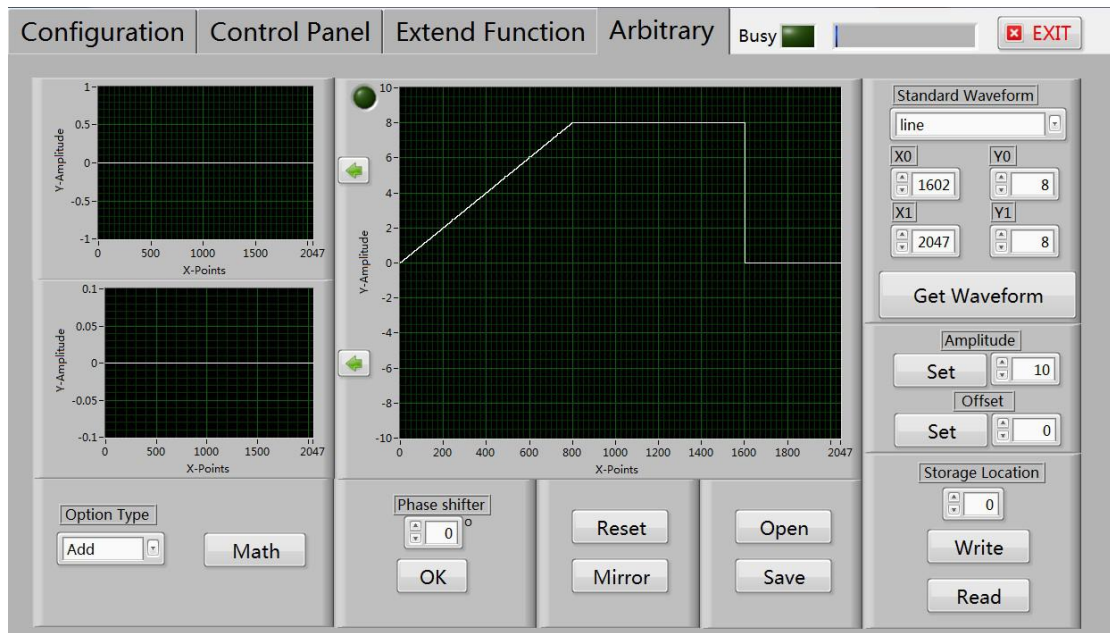 Configuration Control Panel Extend Function Arbitrary Busy EXIT
1
0.5
0
-0.5
-1
Y-Amplitude
0 500 1000 1500 2047
X-Points
0.1
0.05
0
-0.05
-0.1
Y-Amplitude
0 500 1000 1500 2047
X-Points
10
8
6
4
2
0
-2
-4
-6
-8
-10
Y-Amplitude
0 200 400 600 800 1000 1200 1400 1600 1800 2047
X-Points
Standard Waveform
line
X0 Y0
1602 8
X1 Y1
2047 8
Get Waveform
Amplitude
Set 10
Offset
Set 0
Storage Location
0
Write
Read
Option Type
Add Math
Phase shifter
0 o
OK
Reset
Mirror
Open
Save